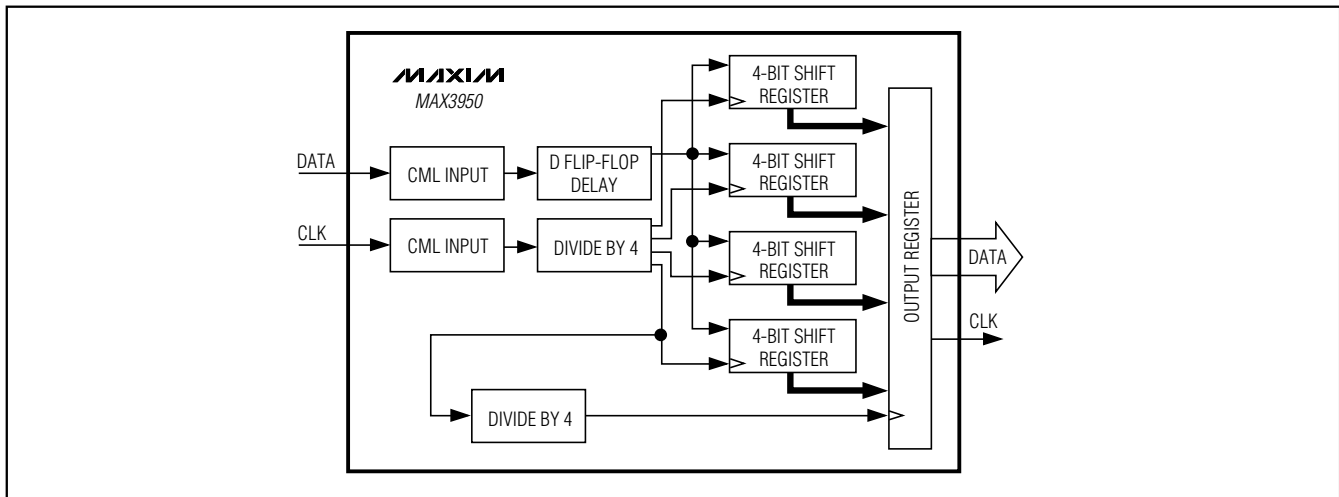 MAXIM
MAX3950
DATA
CML INPUT
D FLIP-FLOP
DELAY
CLK
CML INPUT
DIVIDE BY 4
4-BIT SHIFT
REGISTER
4-BIT SHIFT
REGISTER
4-BIT SHIFT
REGISTER
4-BIT SHIFT
REGISTER
DIVIDE BY 4
OUTPUT REGISTER
DATA
CLK